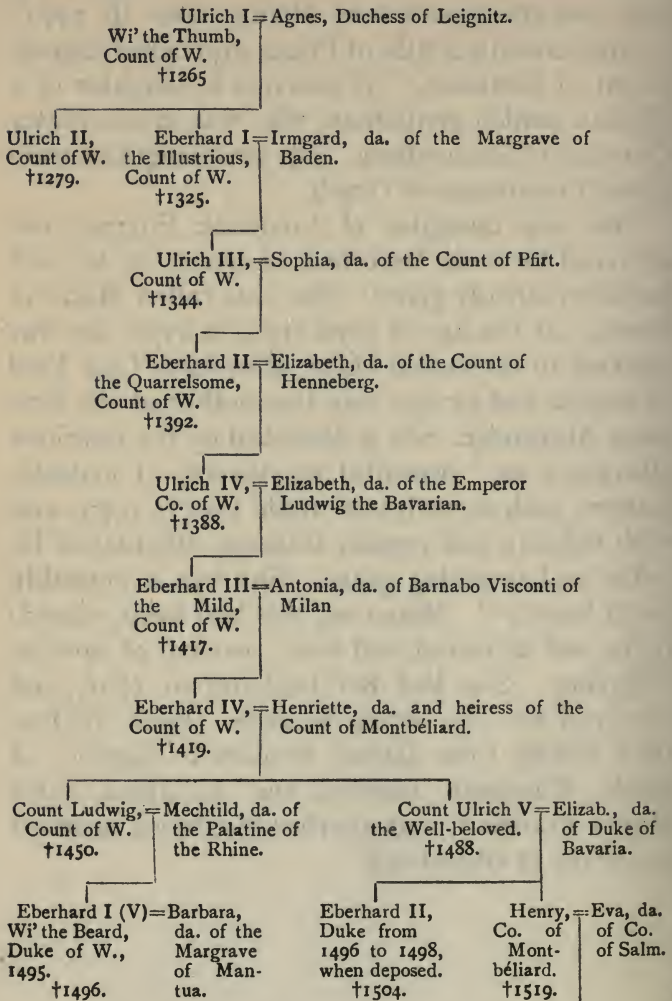 Ulrich I = Agnes, Duchess of Leignitz.
Wi' the Thumb,
Count of W.
†1265
Ulrich II,
Count of W.
†1279.
Eberhard I = Irmgard, da. of the Margrave of
the Illustrious, Baden.
Count of W.
†1325.
Ulrich III, = Sophia, da. of the Count of Pfirt.
Count of W.
†1344.
Eberhard II = Elizabeth, da. of the Count of
the Quarrelsome, Henneberg.
Count of W.
†1392.
Ulrich IV, = Elizabeth, da. of the Emperor
Co. of W. Ludwig the Bavarian.
†1388.
Eberhard III = Antonia, da. of Barnabo Visconti of
the Mild, Milan
Count of W.
†1417.
Eberhard IV, = Henriette, da. and heiress of the
Count of W. Count of Montbéliard.
†1419.
Count Ludwig, = Mechtild, da. of
Count of W. the Palatine of
†1450. the Rhine.
Count Ulrich V = Elizab., da.
the Well-beloved. of Duke of
†1488. Bavaria.
Eberhard I (V) = Barbara,
Wi' the Beard, da. of the
Duke of W., Margrave
1495. of Man-
†1496. tua.
Eberhard II,
Duke from
1496 to 1498,
when deposed.
†1504.
Henry, = Eva, da.
Co. of of Co.
Mont- of Salm.
béliard.
†1519.